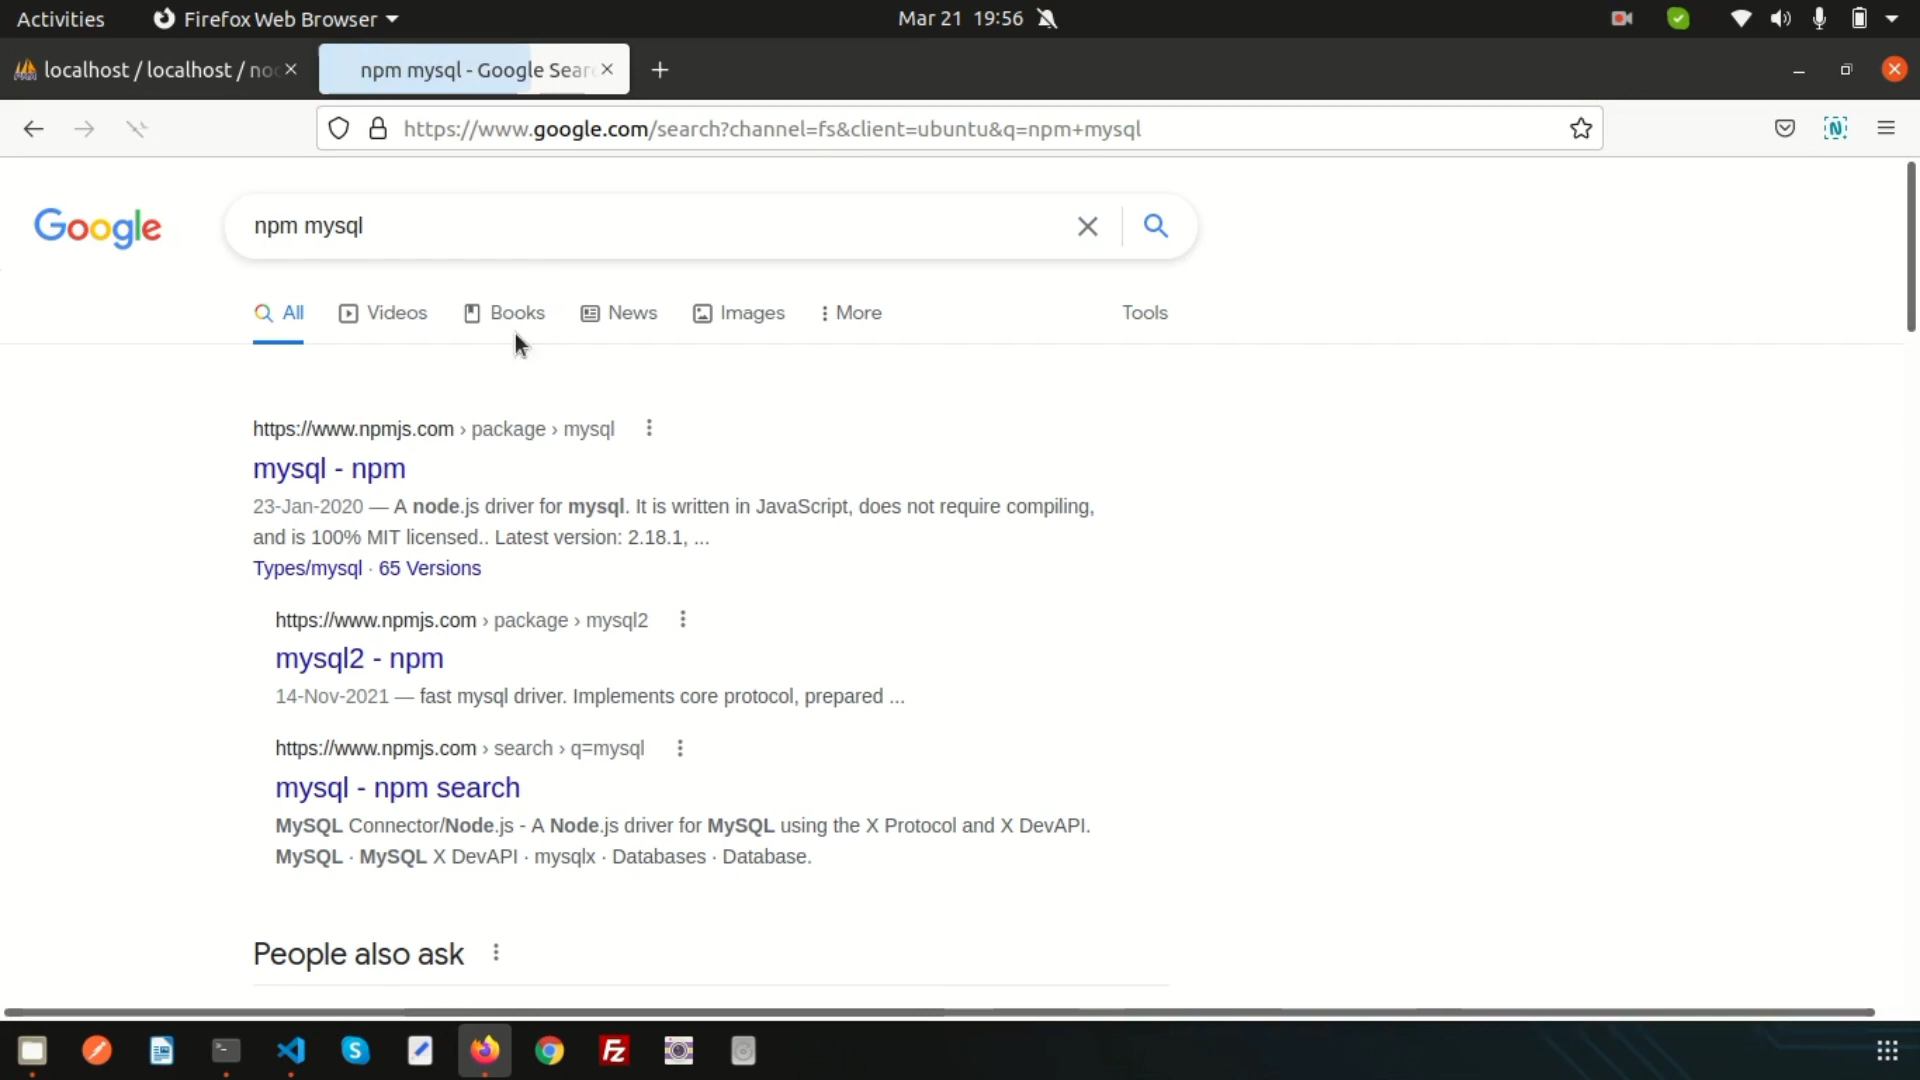 Activities
Firefox Web Browser
Mar 21 19:56
localhost / localhost / no
npm mysql - Google Sear
https://www.google.com/search?channel=fs&client=ubuntu&q=npm+mysql
Google
npm mysql
All
Videos
Books
News
Images
More
Tools
https://www.npmjs.com › package › mysql
mysql - npm
23-Jan-2020 — A node.js driver for mysql. It is written in JavaScript, does not require compiling,
and is 100% MIT licensed.. Latest version: 2.18.1, ...
Types/mysql · 65 Versions
https://www.npmjs.com › package › mysql2
mysql2 - npm
14-Nov-2021 — fast mysql driver. Implements core protocol, prepared ...
https://www.npmjs.com › search › q=mysql
mysql - npm search
MySQL Connector/Node.js - A Node.js driver for MySQL using the X Protocol and X DevAPI.
MySQL · MySQL X DevAPI · mysqlx · Databases · Database.
People also ask